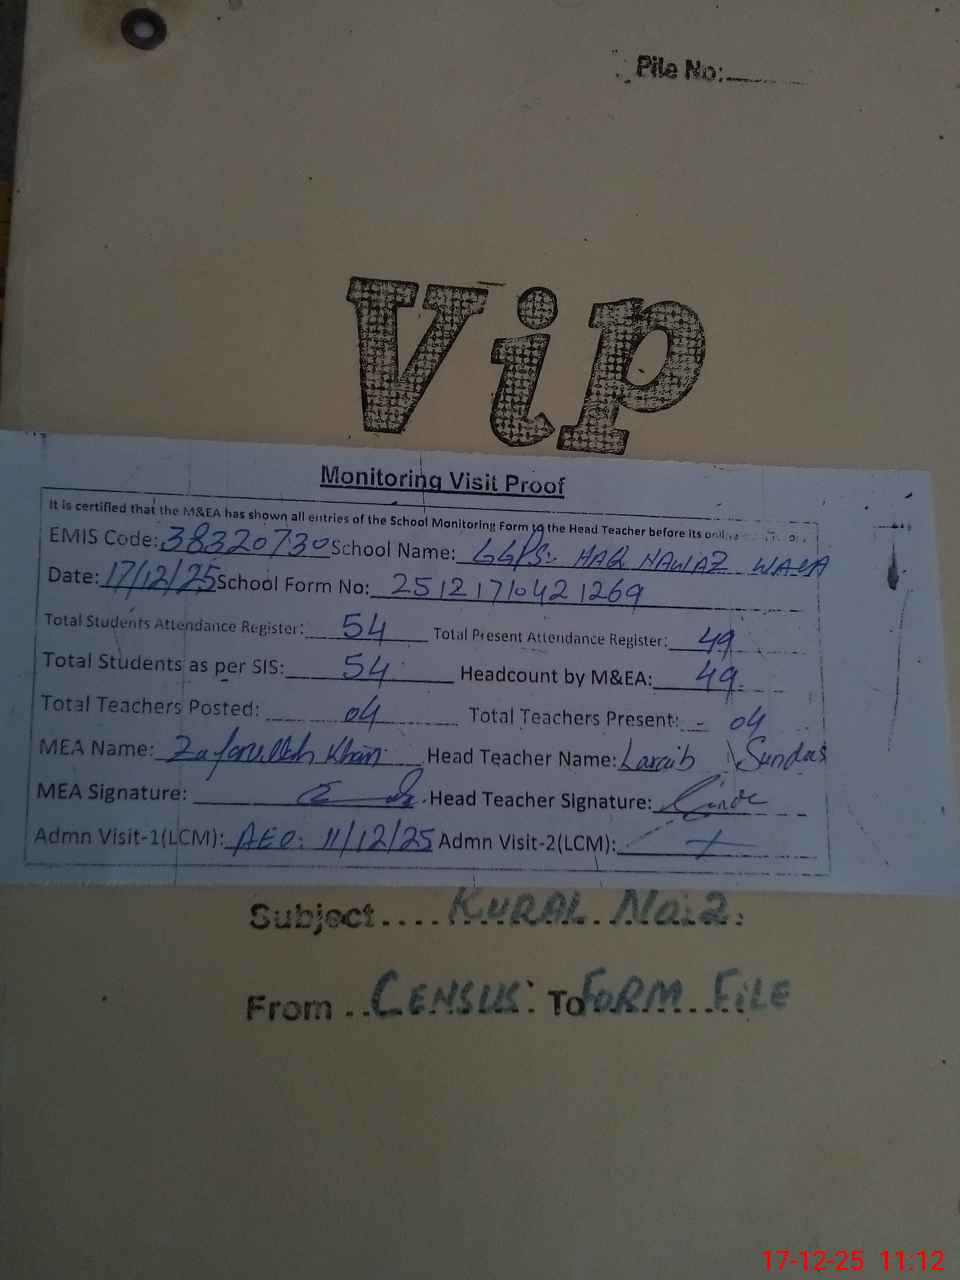 File No:
Vip
Monitoring Visit Proof
It is certified that the M&EA has shown all entries of the School Monitoring Form to the Head Teacher before its online
EMIS Code: 38320730 School Name: GGPS. HAQ NAWAZ WALA
Date: 17/12/25 School Form No: 25121710421269
Total Students Attendance Register: 54 Total Present Attendance Register: 49
Total Students as per SIS: 54 Headcount by M&EA: 49
Total Teachers Posted: 04 Total Teachers Present: 04
MEA Name: Zafarullah Khan Head Teacher Name: Laraib Sundas
MEA Signature: Head Teacher Signature:
Admn Visit-1(LCM): AEO: 11/12/25 Admn Visit-2(LCM):
Subject.... KURAL No: 2
From .. CENSUS To FORM FILE
17-12-25 11:12